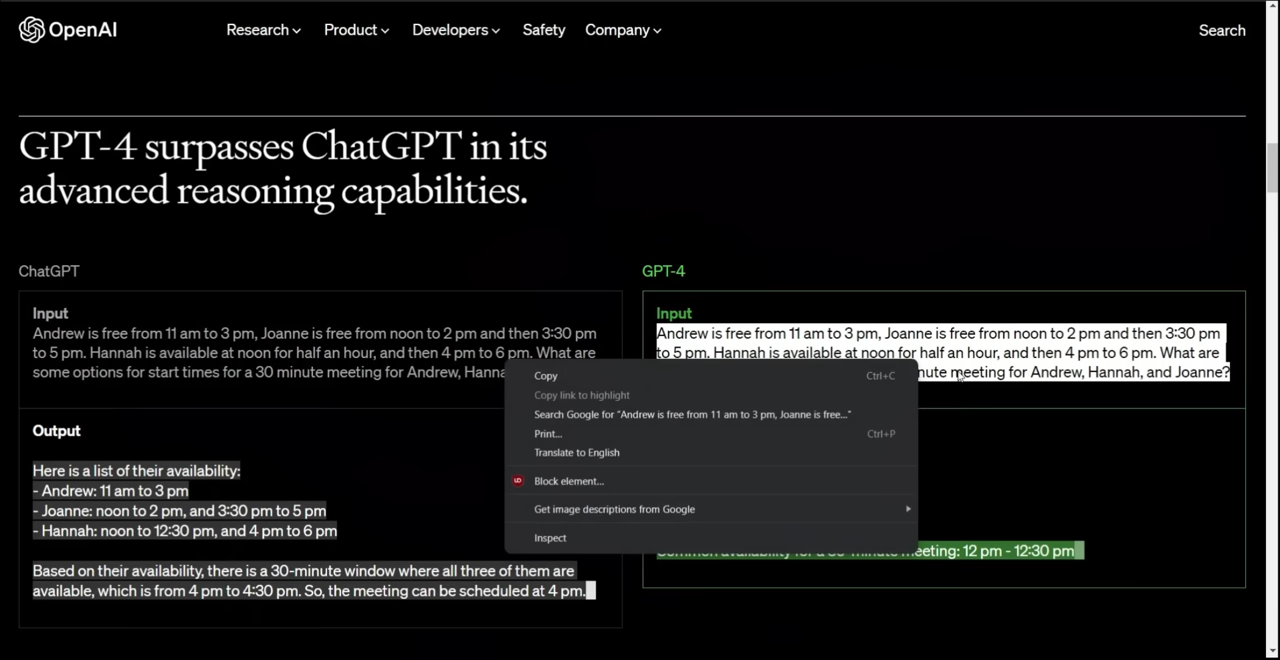 OpenAI
Research Product Developers Safety Company Search
GPT-4 surpasses ChatGPT in its
advanced reasoning capabilities.
ChatGPT
Input
Andrew is free from 11 am to 3 pm, Joanne is free from noon to 2 pm and then 3:30 pm
to 5 pm. Hannah is available at noon for half an hour, and then 4 pm to 6 pm. What are
some options for start times for a 30 minute meeting for Andrew,
Output
Here is a list of their availability:
- Andrew: 11 am to 3 pm
- Joanne: noon to 2 pm, and 3:30 pm to 5 pm
- Hannah: noon to 12:30 pm, and 4 pm to 6 pm
Based on their availability, there is a 30-minute window where all three of them are
available, which is from 4 pm to 4:30 pm. So, the meeting can be scheduled at 4 pm.
GPT-4
Input
Andrew is free from 11 am to 3 pm, Joanne is free from noon to 2 pm and then 3:30 pm
to 5 pm. Hannah is available at noon for half an hour, and then 4 pm to 6 pm. What are
meeting for Andrew, Hannah, and Joanne?
Common availability for a 30-minute meeting: 12 pm - 12:30 pm
Copy Ctrl+C
Copy link to highlight
Search Google for "Andrew is free from 11 am to 3 pm, Joanne is free..."
Print... Ctrl+P
Translate to English
Block element...
Get image descriptions from Google
Inspect